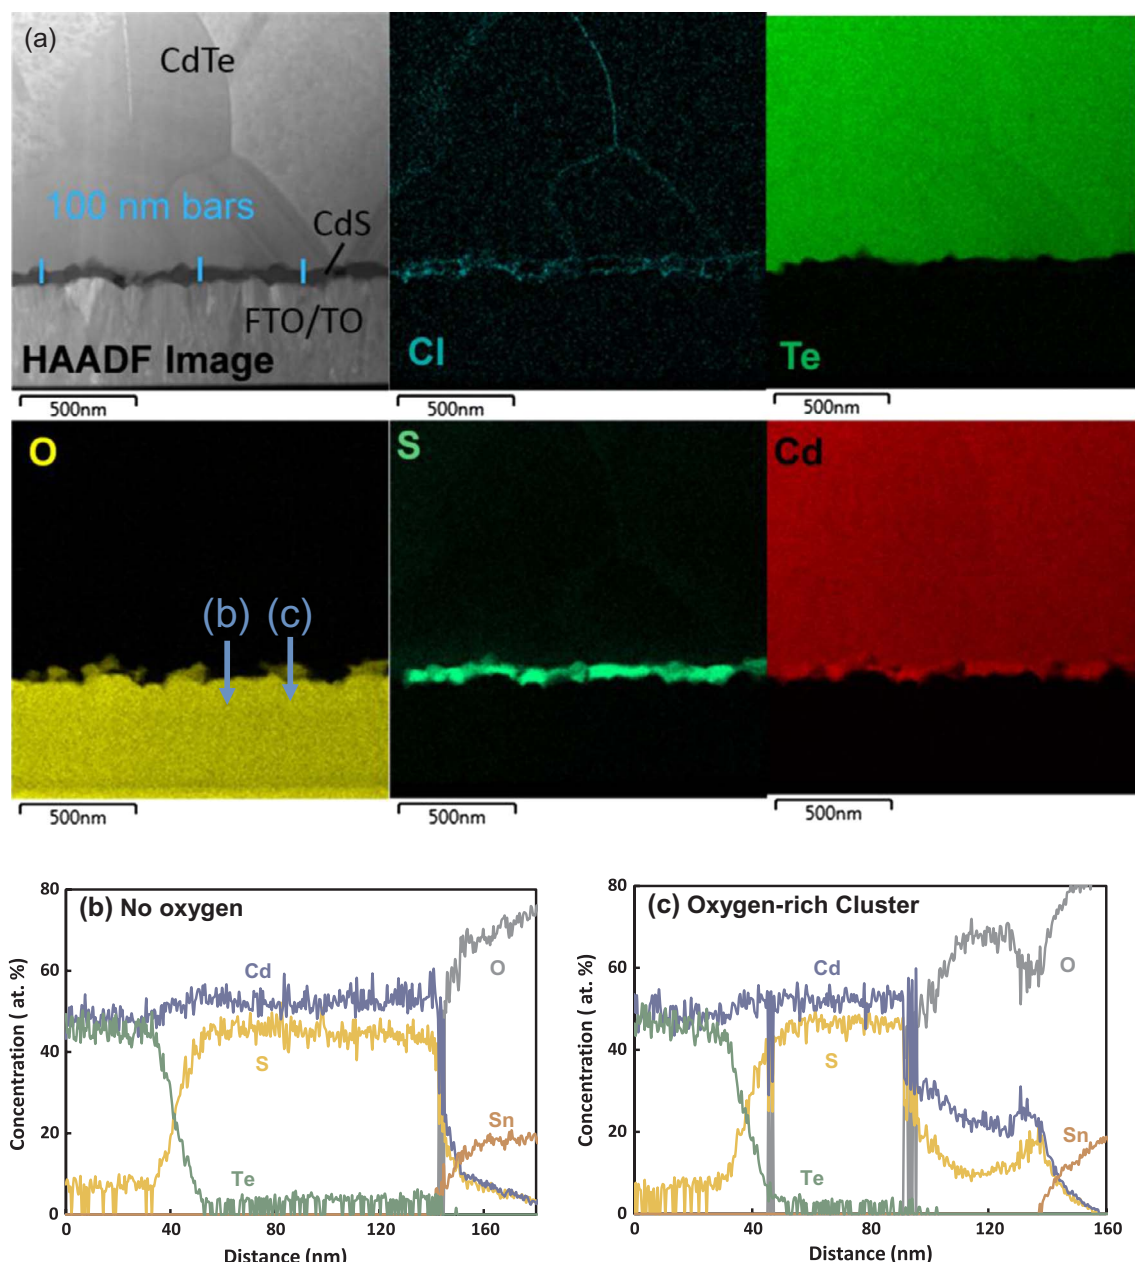 (a)
CdTe
100 nm bars
CdS
FTO/TO
HAADF Image
Cl
Te
500nm
500nm
500nm
O
S
Cd
(b) (c)
500nm
500nm
500nm
(b) No oxygen
Concentration ( at. %)
80
60
40
20
0
Cd
O
S
Sn
Te
0 40 80 120 160
Distance (nm)
(c) Oxygen-rich Cluster
Concentration ( at. %)
80
60
40
20
0
Cd
O
S
Sn
Te
0 40 80 120 160
Distance (nm)